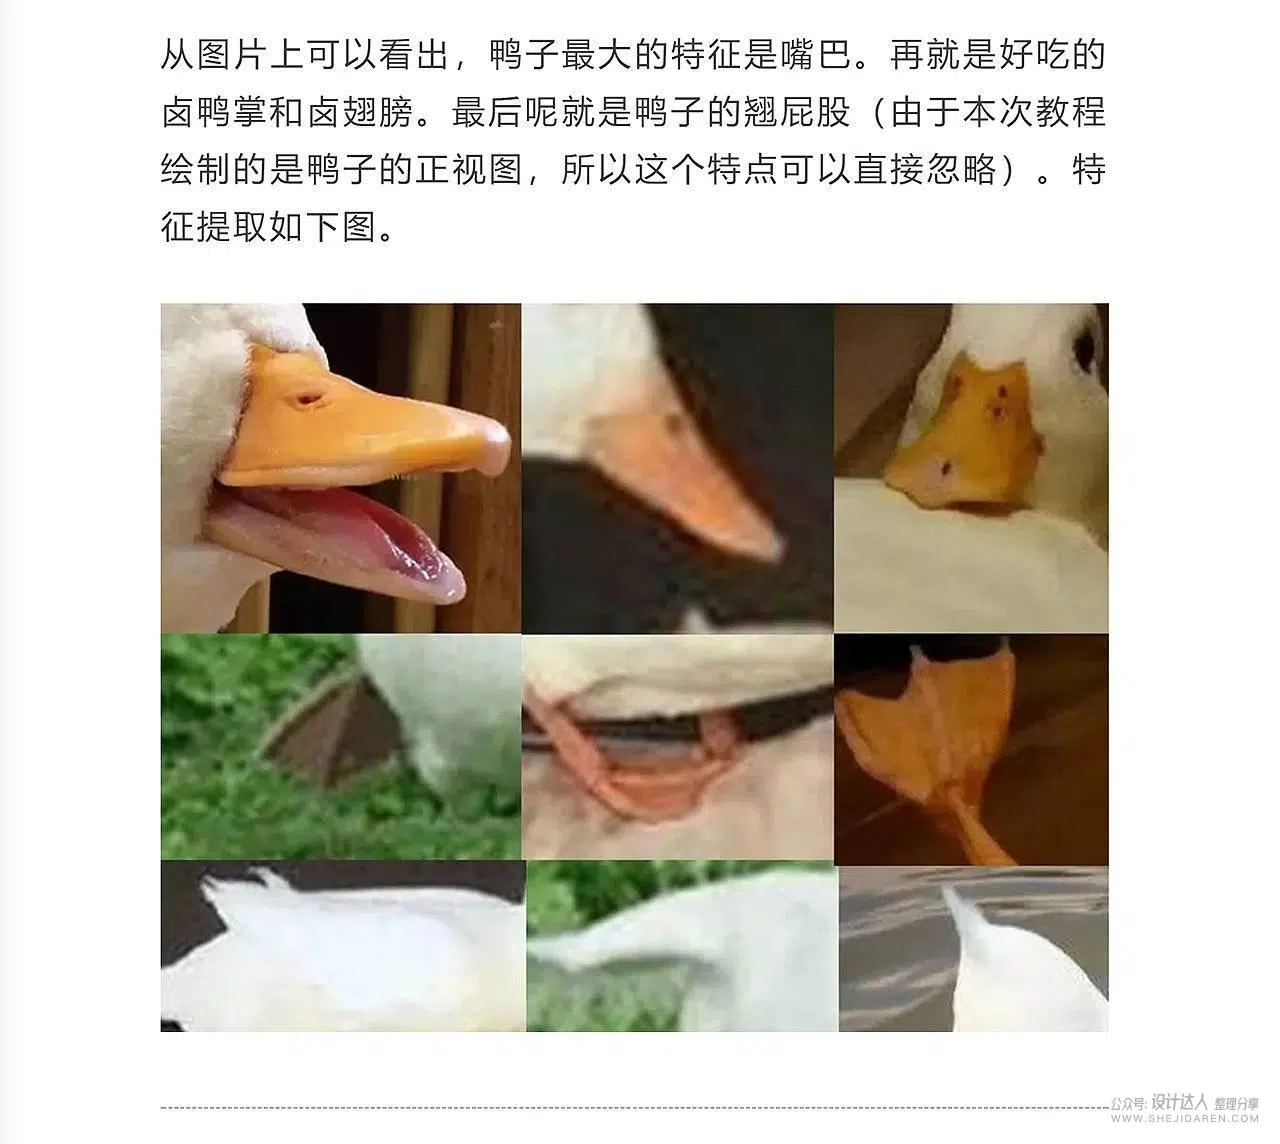 从图片上可以看出，鸭子最大的特征是嘴巴。再就是好吃的
卤鸭掌和卤翅膀。最后呢就是鸭子的翘屁股（由于本次教程
绘制的是鸭子的正视图，所以这个特点可以直接忽略）。特
征提取如下图。
公众号: 设计达人 整理分享
WWW.SHEJIDAREN.COM